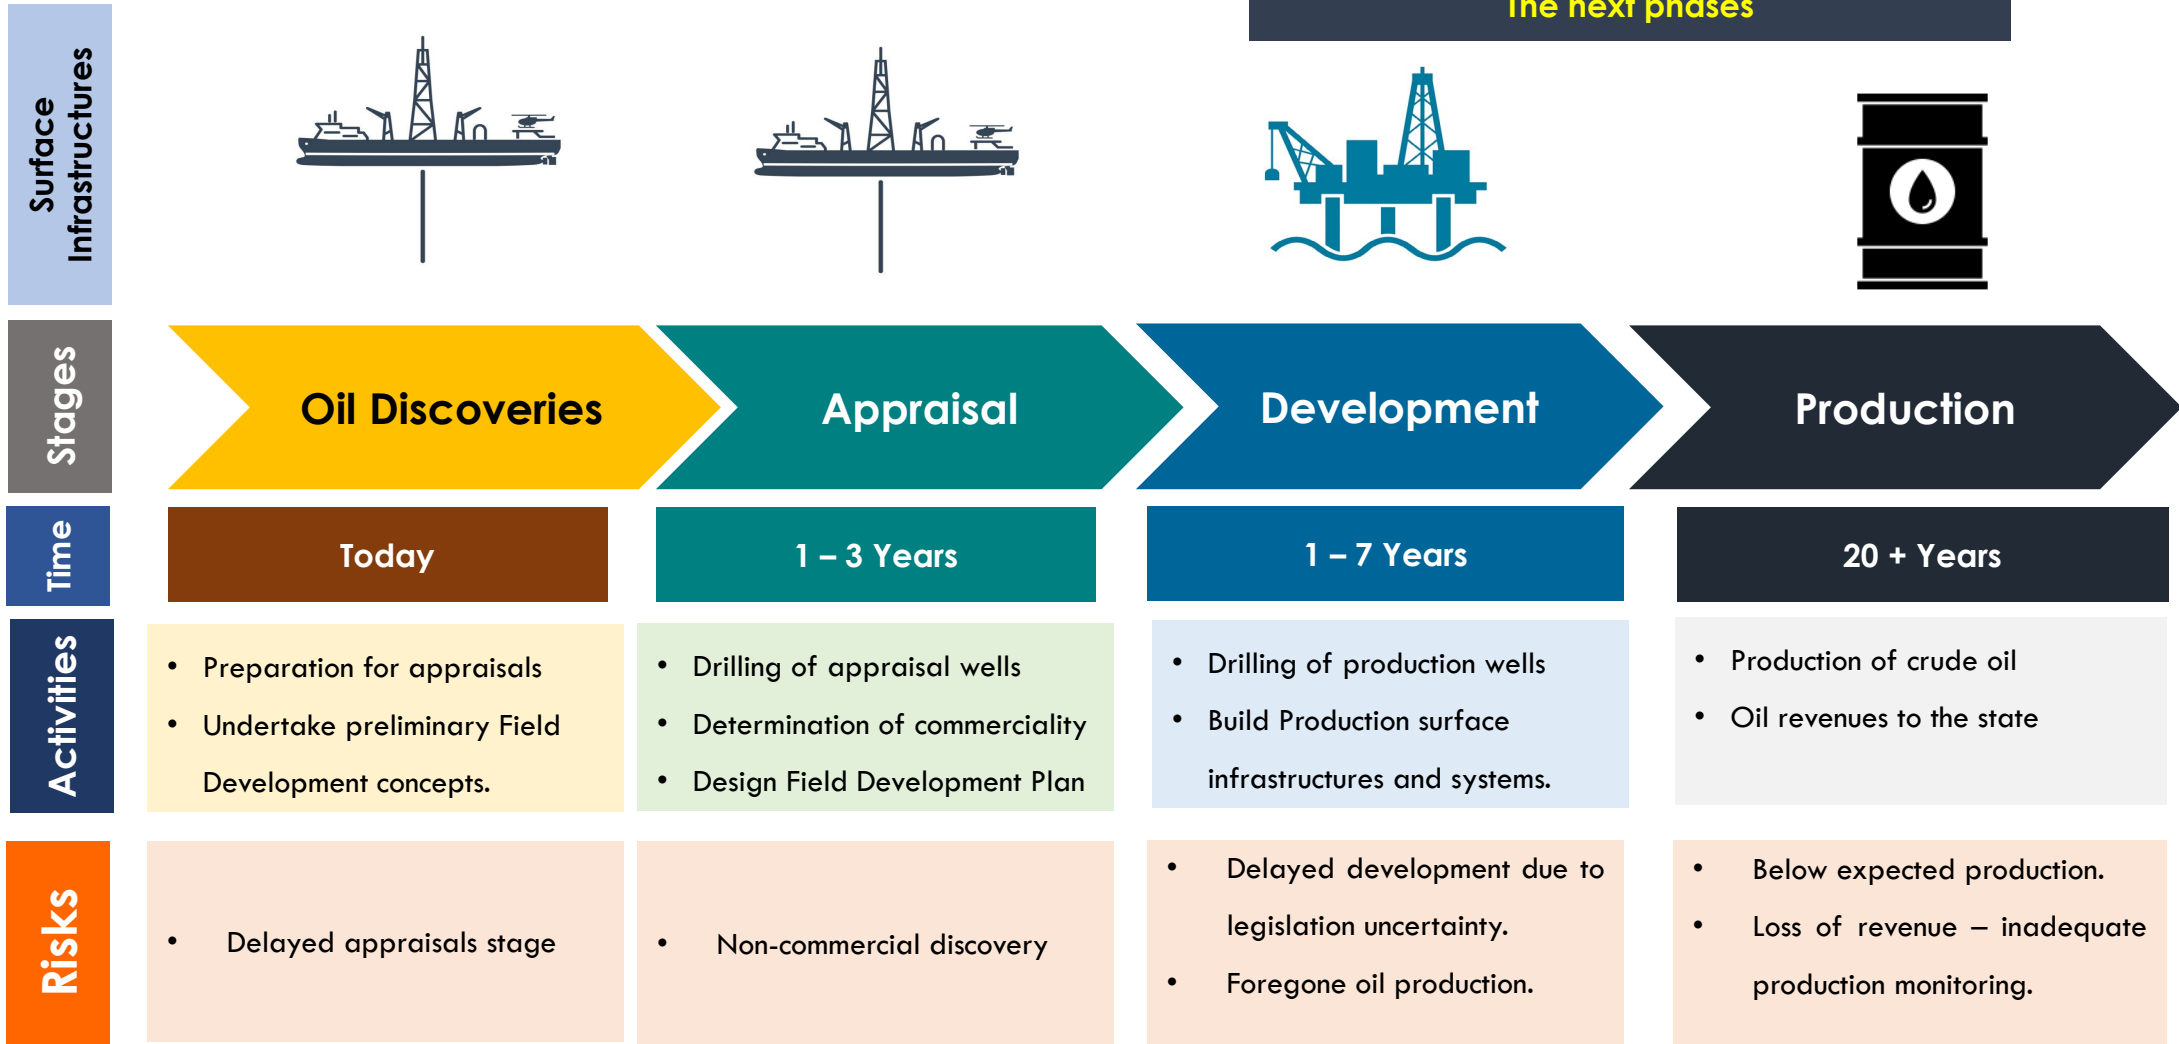 The next phases
Surface
Infrastructures
Stages
Oil Discoveries
Appraisal
Development
Production
Time
Today
1 – 3 Years
1 – 7 Years
20 + Years
Activities
• Preparation for appraisals
• Undertake preliminary Field
Development concepts.
• Drilling of appraisal wells
• Determination of commerciality
• Design Field Development Plan
• Drilling of production wells
• Build Production surface
infrastructures and systems.
• Production of crude oil
• Oil revenues to the state
Risks
• Delayed appraisals stage
• Non-commercial discovery
• Delayed development due to
legislation uncertainty.
• Foregone oil production.
• Below expected production.
• Loss of revenue – inadequate
production monitoring.